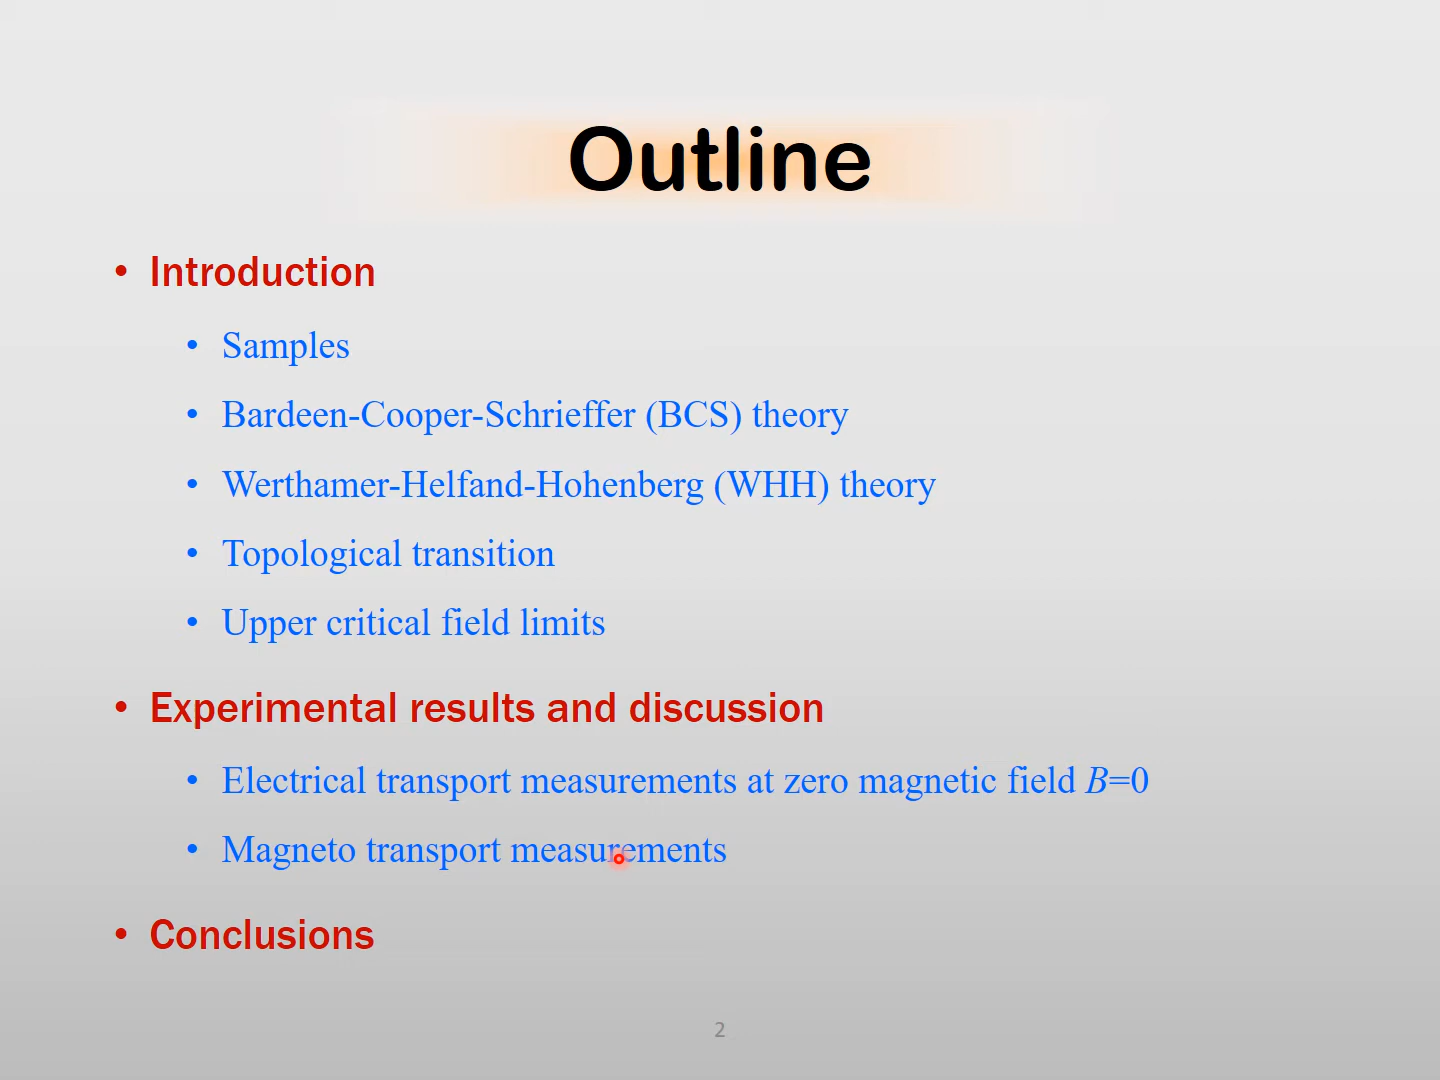 Outline
• Introduction
• Samples
• Bardeen-Cooper-Schrieffer (BCS) theory
• Werthamer-Helfand-Hohenberg (WHH) theory
• Topological transition
• Upper critical field limits
• Experimental results and discussion
• Electrical transport measurements at zero magnetic field B=0
• Magneto transport measurements
• Conclusions
2